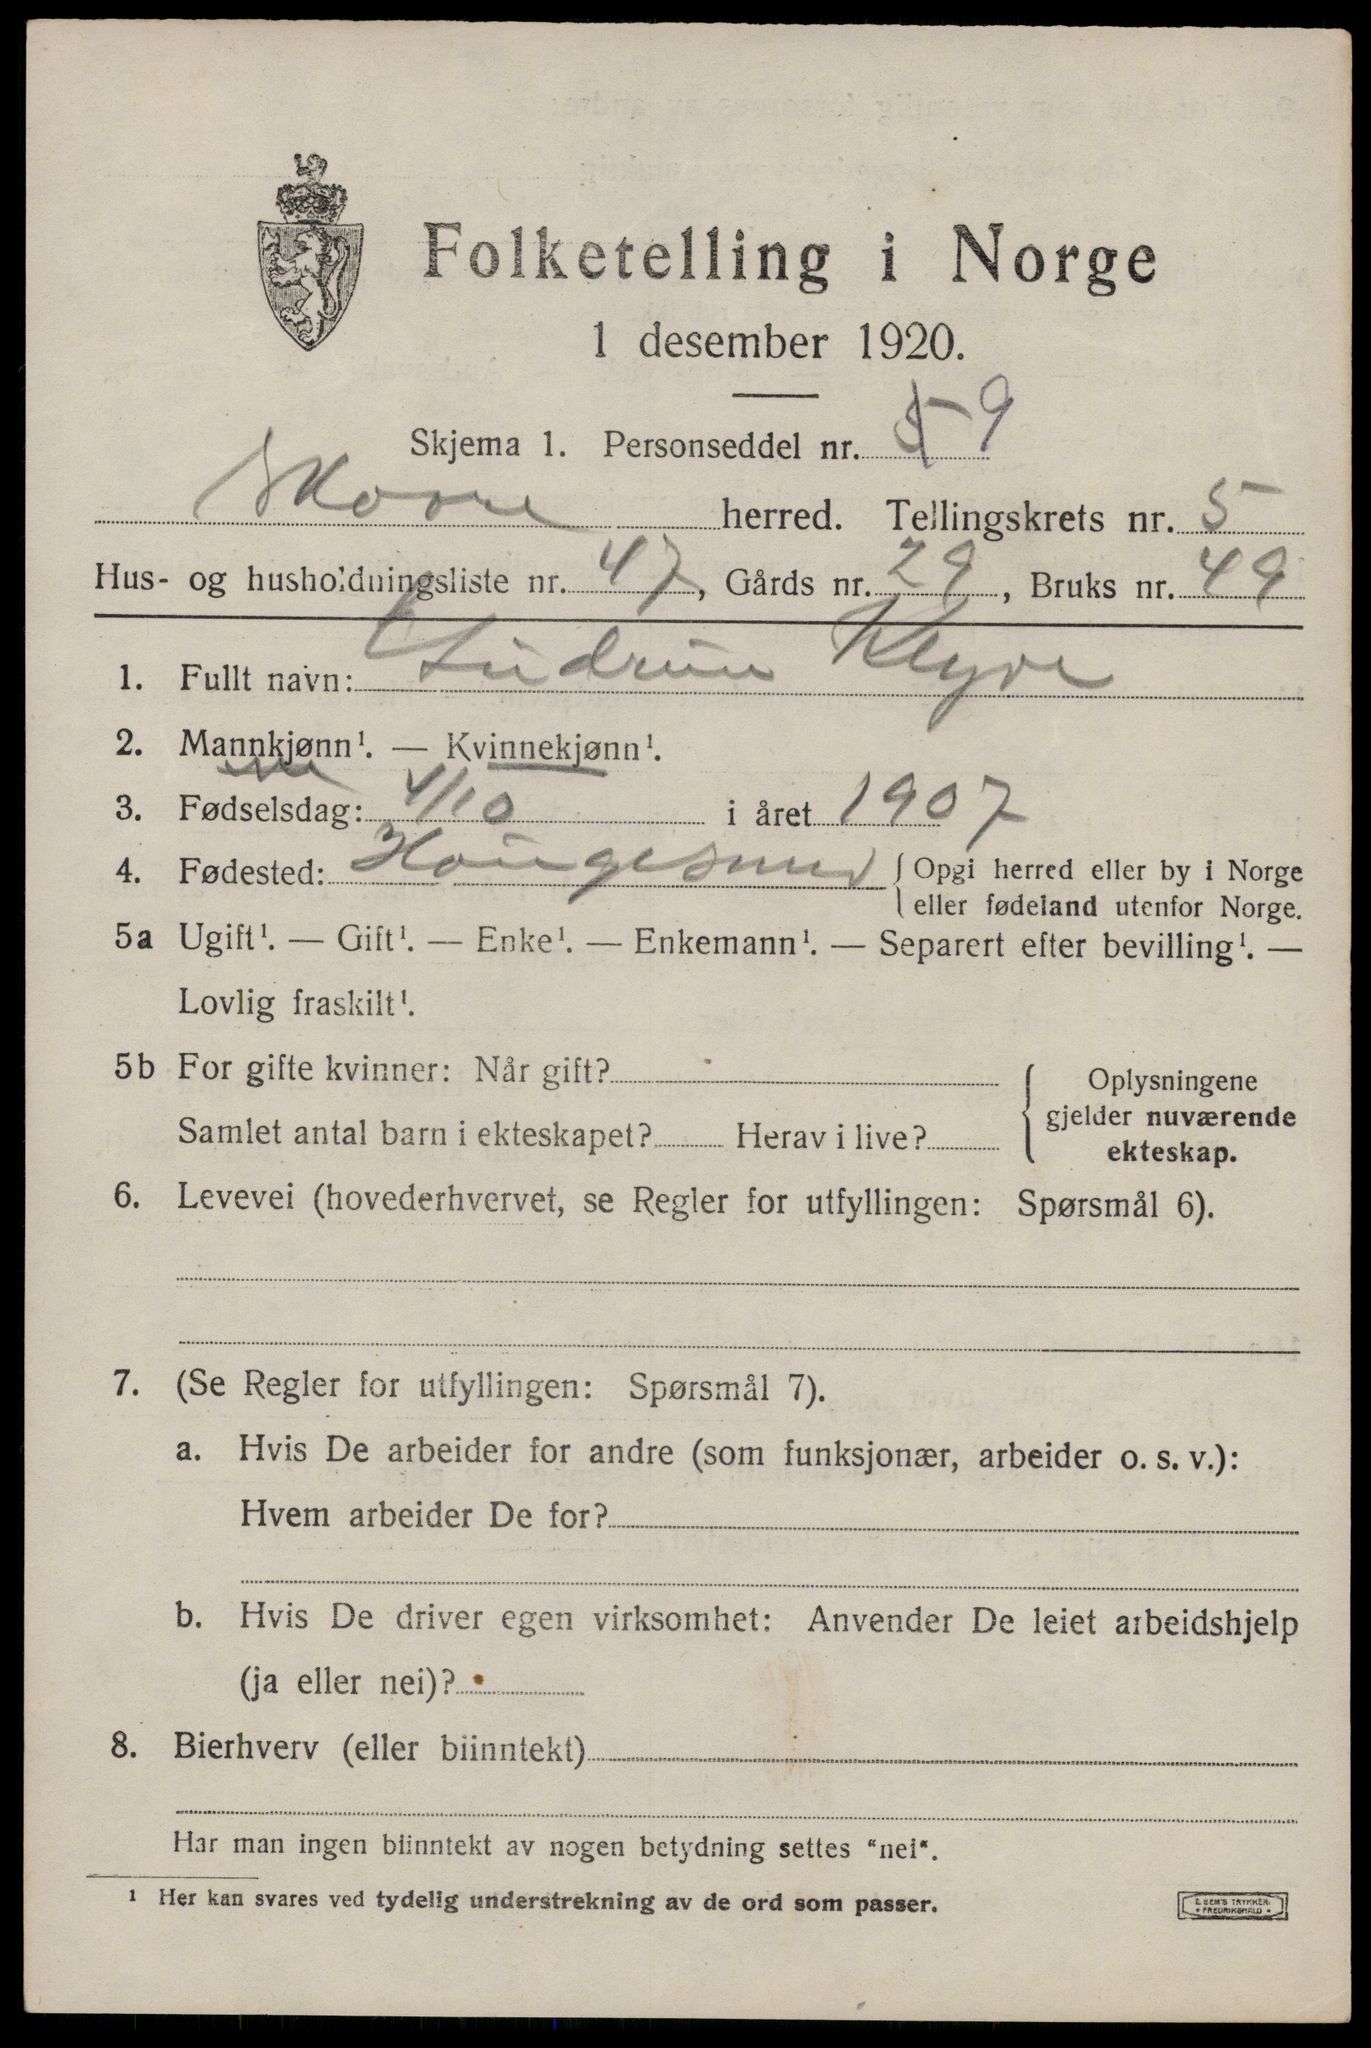 Folketelling i Norge
1 desember 1920.
Skjema 1. Personseddel nr. 9
Skåre herred. Tellingskrets nr. 5
Hus- og husholdningsliste nr. 47, Gårds nr. 29, Bruks nr. 49
1. Fullt navn: Gudrun Kleyve
2. Mannkjønn¹. — Kvinnekjønn¹.
3. Fødselsdag: 4/10 i året 1907
4. Fødested: Haugesund { Opgi herred eller by i Norge
eller fødeland utenfor Norge.
5a Ugift¹. — Gift¹. — Enke¹. — Enkemann¹. — Separert efter bevilling¹. —
Lovlig fraskilt¹.
5b For gifte kvinner: Når gift? { Oplysningene
gjelder nuværende
Samlet antal barn i ekteskapet? Herav i live? ekteskap.
6. Levevei (hovederhvervet, se Regler for utfyllingen: Spørsmål 6).
7. (Se Regler for utfyllingen: Spørsmål 7).
a. Hvis De arbeider for andre (som funksjonær, arbeider o. s. v.):
Hvem arbeider De for?
b. Hvis De driver egen virksomhet: Anvender De leiet arbeidshjelp
(ja eller nei)?
8. Bierhverv (eller biinntekt)
Har man ingen biinntekt av nogen betydning settes "nei".
¹ Her kan svares ved tydelig understrekning av de ord som passer.
E. SEM'S TRYKKERI
FREDRIKSHALD